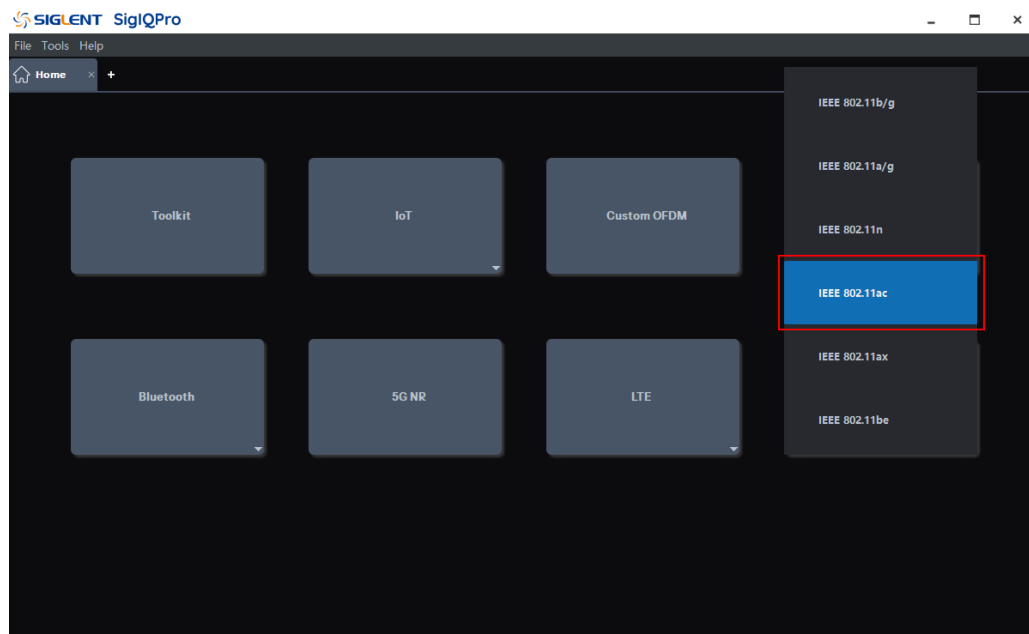 SIGLENT SigIQPro
File Tools Help
Home × +
Toolkit
IoT
Custom OFDM
Bluetooth
5G NR
LTE
IEEE 802.11b/g
IEEE 802.11a/g
IEEE 802.11n
IEEE 802.11ac
IEEE 802.11ax
IEEE 802.11be